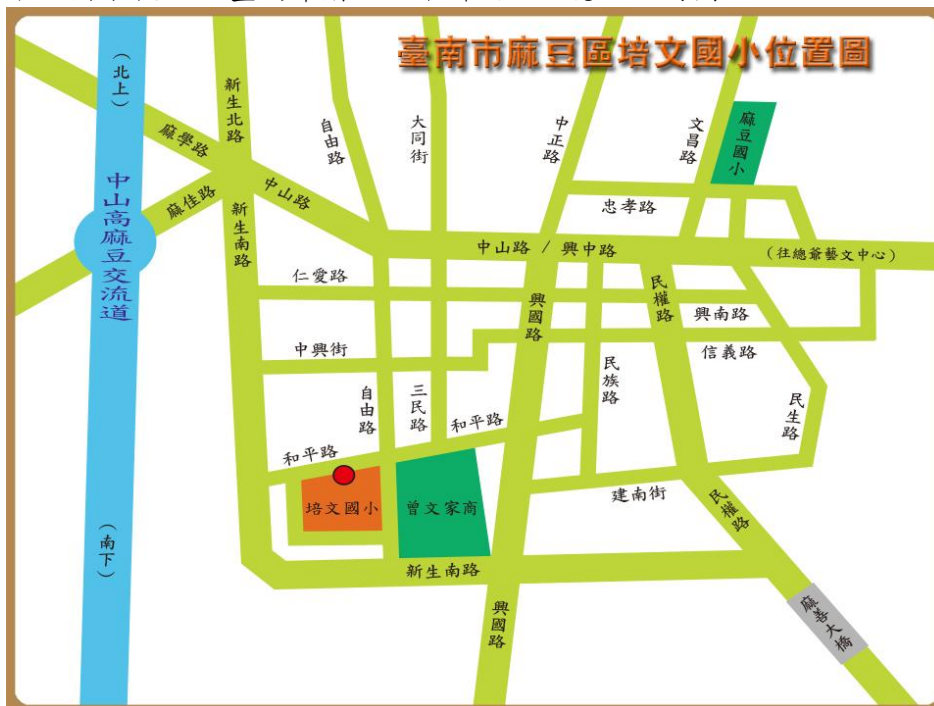 臺南市麻豆區培文國小位置圖
（北上）
新生北路
自由路
大同街
中正路
文昌路
麻豆國小
麻學路
麻佳路
中山路
忠孝路
中山高麻豆交流道
新生南路
中山路 / 興中路
（往總爺藝文中心）
仁愛路
興國路
民權路
興南路
中興街
信義路
自由路
三民路
民族路
民生路
和平路
和平路
培文國小
曾文家商
建南街
民權路
（南下）
新生南路
興國路
麻善大橋